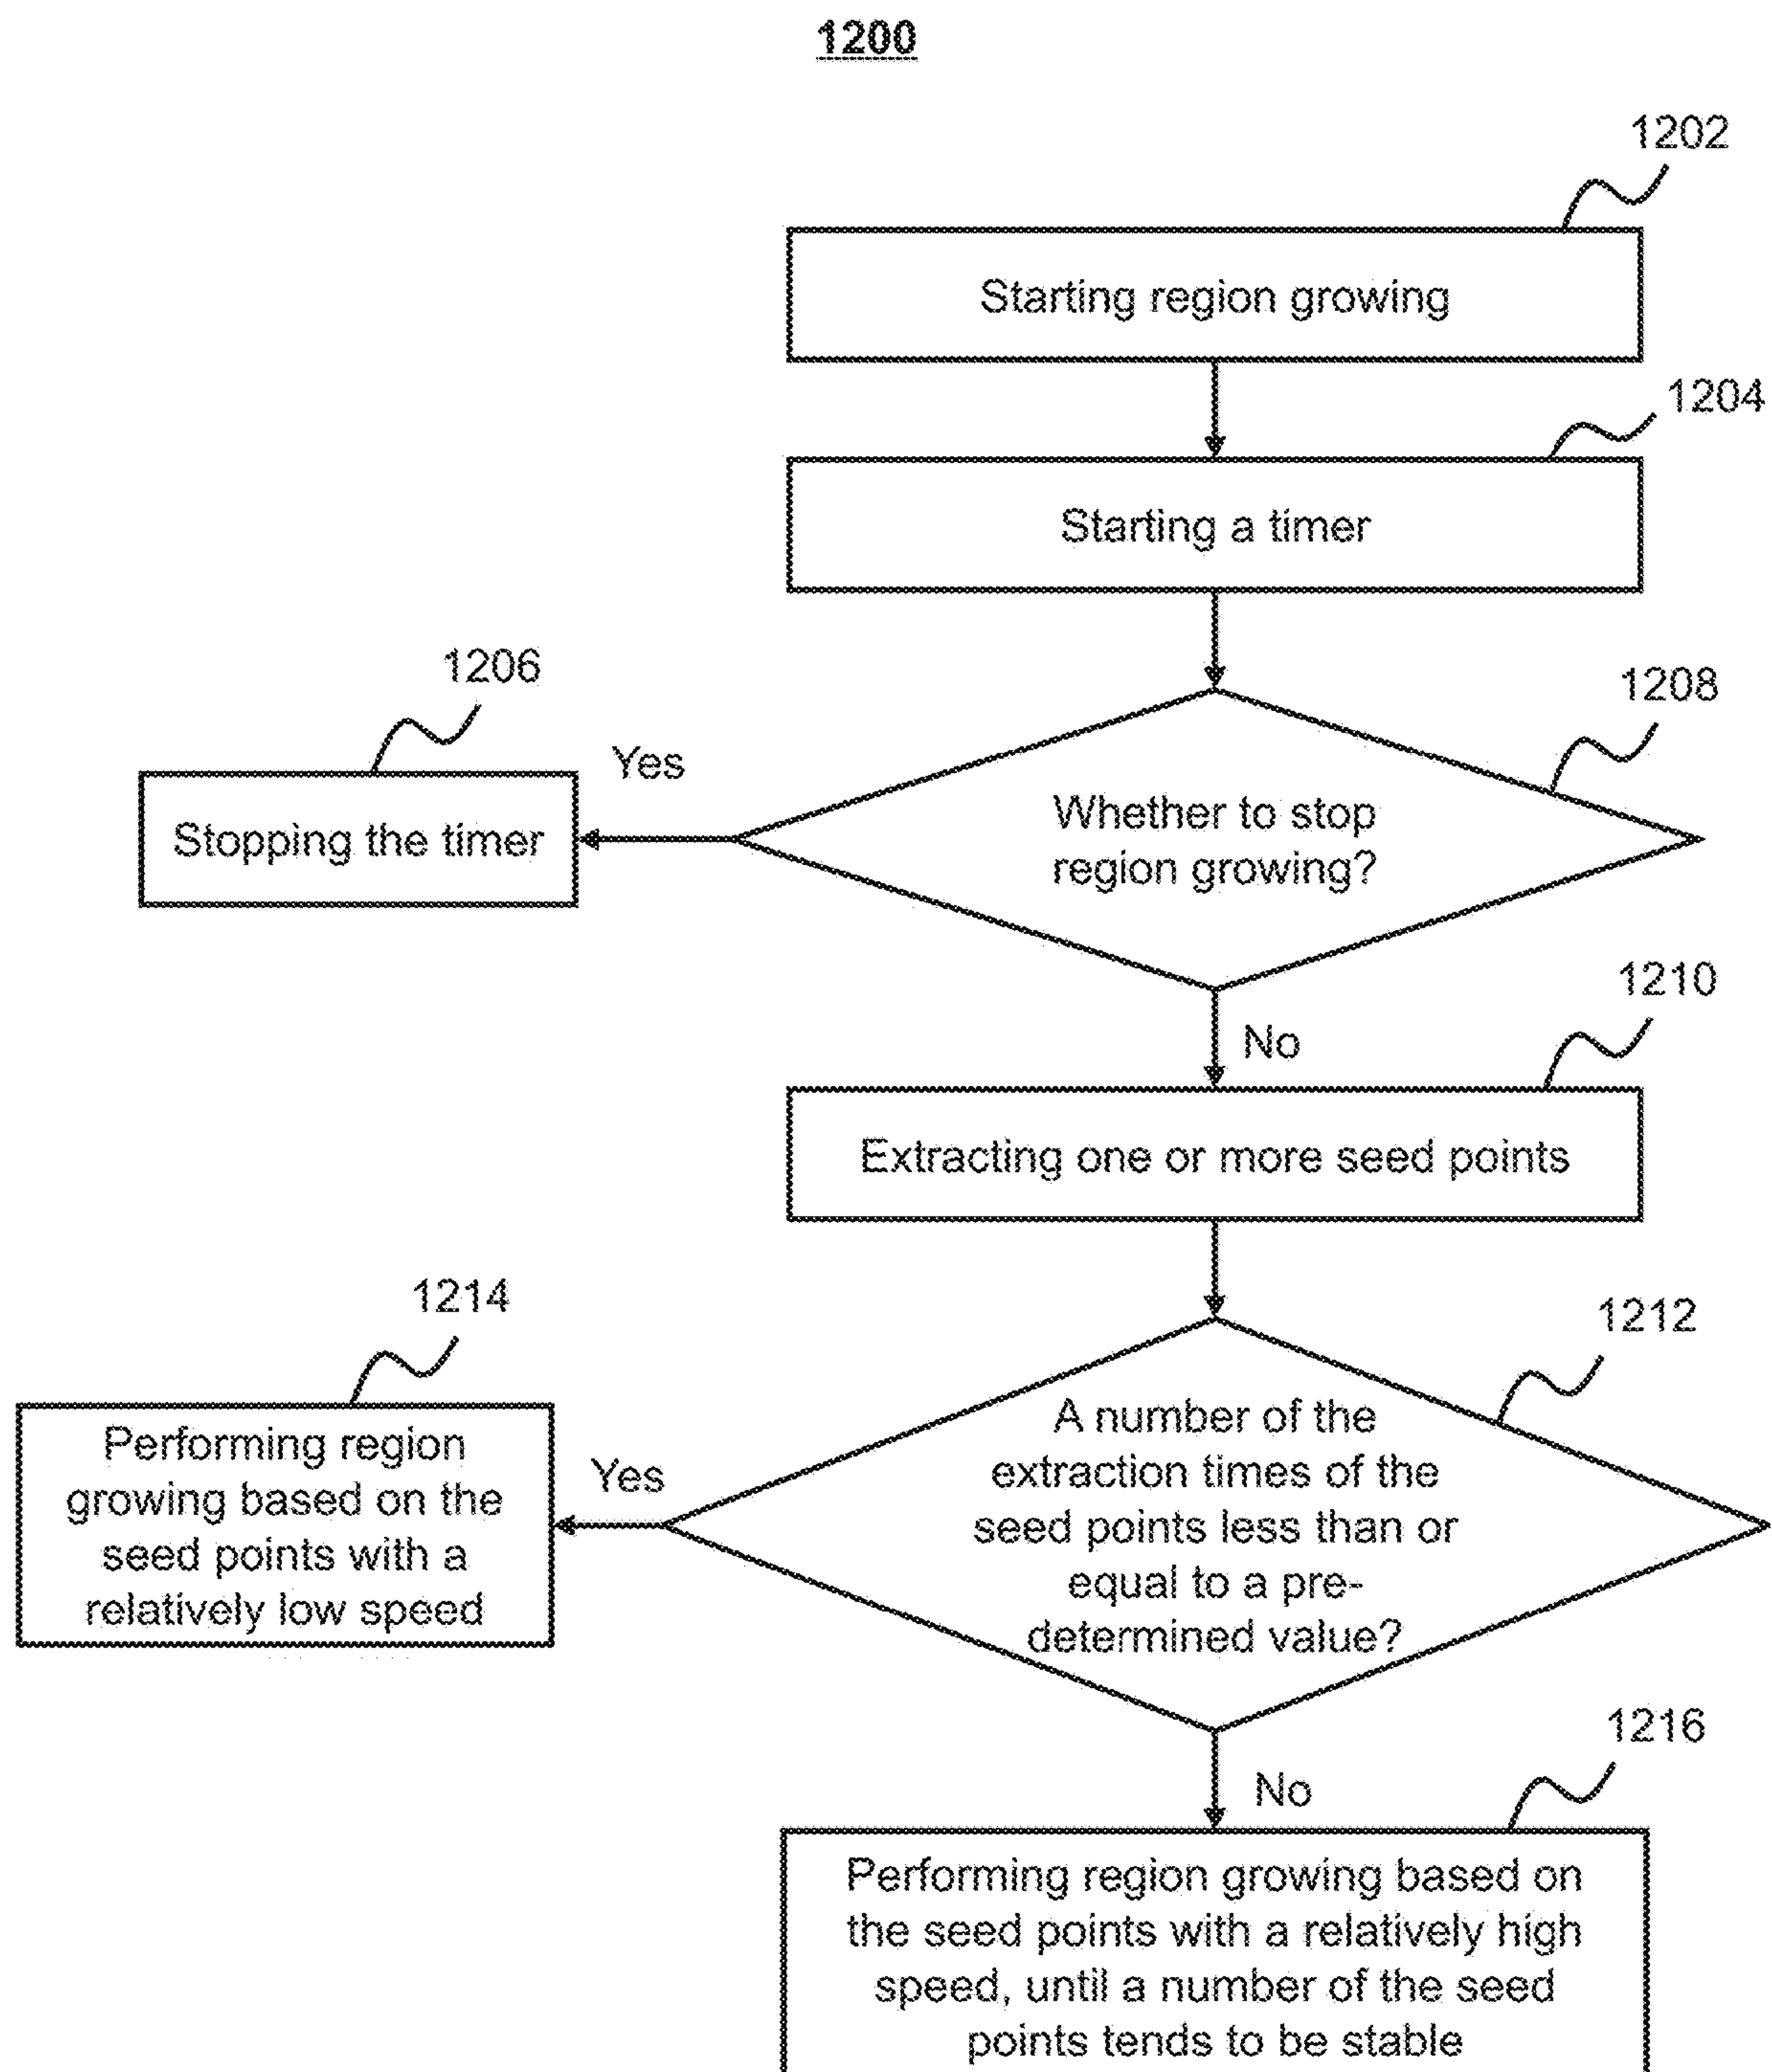 1200
1202
Starting region growing
1204
Starting a timer
1206
1208
Yes
Stopping the timer
Whether to stop
region growing?
1210
No
Extracting one or more seed points
1214
1212
A number of the
extraction times of the
seed points less than or
equal to a pre-
determined value?
Yes
Performing region
growing based on the
seed points with a
relatively low speed
1216
No
Performing region growing based on
the seed points with a relatively high
speed, until a number of the seed
points tends to be stable